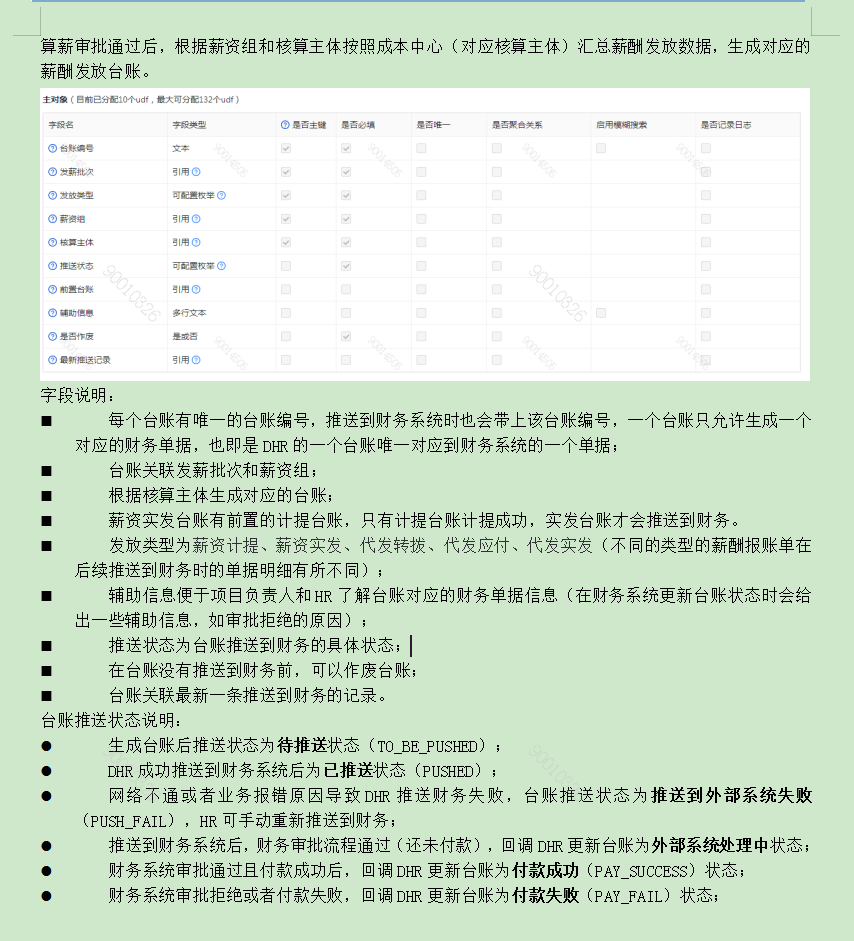 算薪审批通过后，根据薪资组和核算主体按照成本中心（对应核算主体）汇总薪酬发放数据，生成对应的
薪酬发放台账。
主对象（目前已分配10个udf，最大可分配132个udf）
字段名 字段类型 是否主键 是否必填 是否唯一 是否聚合关系 启用模糊搜索 是否记录日志
台账编号 文本
发薪批次 引用
发放类型 可配置枚举
薪资组 引用
核算主体 引用
推送状态 可配置枚举
前置台账 引用
辅助信息 多行文本
是否作废 是或否
最新推送记录 引用
90010326
90010326
字段说明：
■ 每个台账有唯一的台账编号，推送到财务系统时也会带上该台账编号，一个台账只允许生成一个
对应的财务单据，也即是 DHR 的一个台账唯一对应到财务系统的一个单据；
■ 台账关联发薪批次和薪资组；
■ 根据核算主体生成对应的台账；
■ 薪资实发台账有前置的计提台账，只有计提台账计提成功，实发台账才会推送到财务。
■ 发放类型为薪资计提、薪资实发、代发转拨、代发应付、代发实发（不同的类型的薪酬报账单在
后续推送到财务时的单据明细有所不同）；
■ 辅助信息便于项目负责人和 HR 了解台账对应的财务单据信息（在财务系统更新台账状态时会给
出一些辅助信息，如审批拒绝的原因）；
■ 推送状态为台账推送到财务的具体状态；
■ 在台账没有推送到财务前，可以作废台账；
■ 台账关联最新一条推送到财务的记录。
台账推送状态说明：
● 生成台账后推送状态为待推送状态（TO_BE_PUSHED）；
● DHR 成功推送到财务系统后为已推送状态（PUSHED）；
● 网络不通或者业务报错原因导致 DHR 推送财务失败，台账推送状态为推送到外部系统失败
（PUSH_FAIL），HR 可手动重新推送到财务；
● 推送到财务系统后，财务审批流程通过（还未付款），回调 DHR 更新台账为外部系统处理中状态；
● 财务系统审批通过且付款成功后，回调 DHR 更新台账为付款成功（PAY_SUCCESS）状态；
● 财务系统审批拒绝或者付款失败，回调 DHR 更新台账为付款失败（PAY_FAIL）状态；